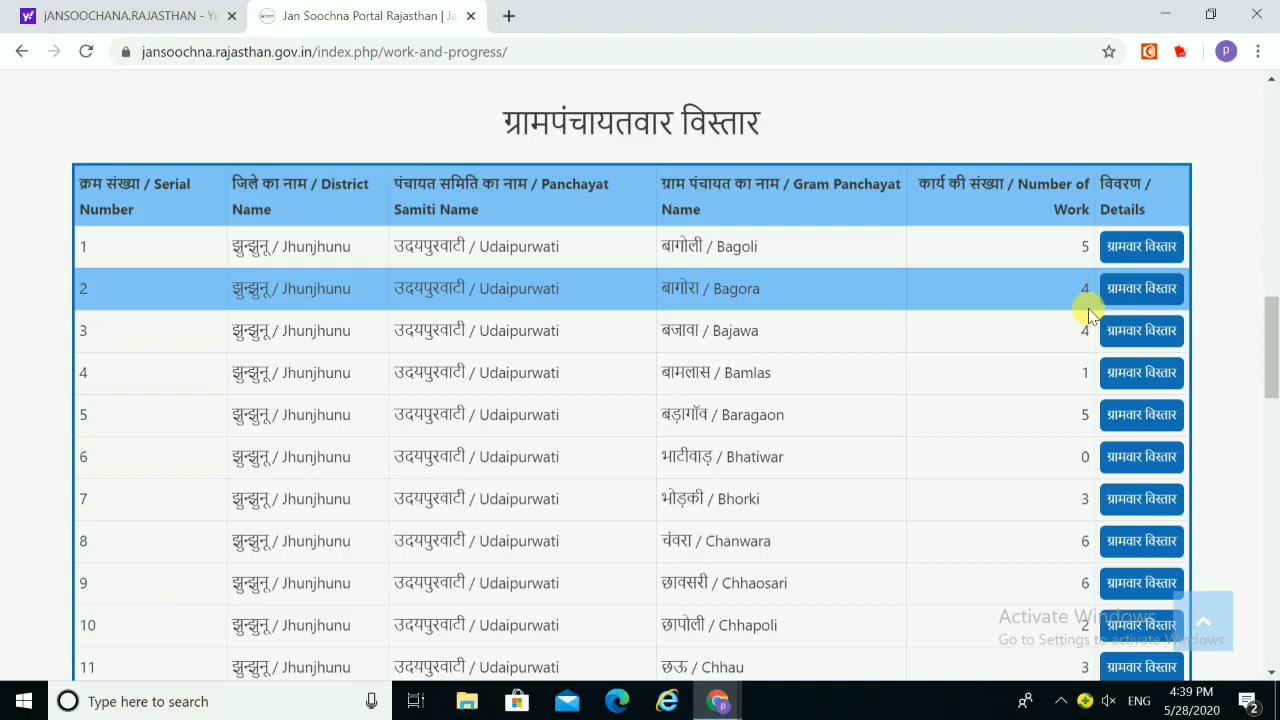 jANSOOCHANA.RAJASTHAN - Ya
Jan Soochna Portal Rajasthan | Ja
jansoochna.rajasthan.gov.in/index.php/work-and-progress/
P
ग्रामपंचायतवार विस्तार
क्रम संख्या / Serial Number जिले का नाम / District Name पंचायत समिति का नाम / Panchayat Samiti Name ग्राम पंचायत का नाम / Gram Panchayat Name कार्य की संख्या / Number of Work विवरण / Details
1 झुन्झुनू / Jhunjhunu उदयपुरवाटी / Udaipurwati बागोली / Bagoli 5 ग्रामवार विस्तार
2 झुन्झुनू / Jhunjhunu उदयपुरवाटी / Udaipurwati बागोरा / Bagora 4 ग्रामवार विस्तार
3 झुन्झुनू / Jhunjhunu उदयपुरवाटी / Udaipurwati बजावा / Bajawa 4 ग्रामवार विस्तार
4 झुन्झुनू / Jhunjhunu उदयपुरवाटी / Udaipurwati बामलास / Bamlas 1 ग्रामवार विस्तार
5 झुन्झुनू / Jhunjhunu उदयपुरवाटी / Udaipurwati बड़ागॉव / Baragaon 5 ग्रामवार विस्तार
6 झुन्झुनू / Jhunjhunu उदयपुरवाटी / Udaipurwati भाटीवाड़ / Bhatiwar 0 ग्रामवार विस्तार
7 झुन्झुनू / Jhunjhunu उदयपुरवाटी / Udaipurwati भोड़की / Bhorki 3 ग्रामवार विस्तार
8 झुन्झुनू / Jhunjhunu उदयपुरवाटी / Udaipurwati चंवरा / Chanwara 6 ग्रामवार विस्तार
9 झुन्झुनू / Jhunjhunu उदयपुरवाटी / Udaipurwati छावसरी / Chhaosari 6 ग्रामवार विस्तार
10 झुन्झुनू / Jhunjhunu उदयपुरवाटी / Udaipurwati छापोली / Chhapoli 2 ग्रामवार विस्तार
11 झुन्झुनू / Jhunjhunu उदयपुरवाटी / Udaipurwati छऊ / Chhau 3 ग्रामवार विस्तार
Activate Windows
Go to Settings to activate Windows.
Type here to search
ENG
4:39 PM
5/28/2020
2